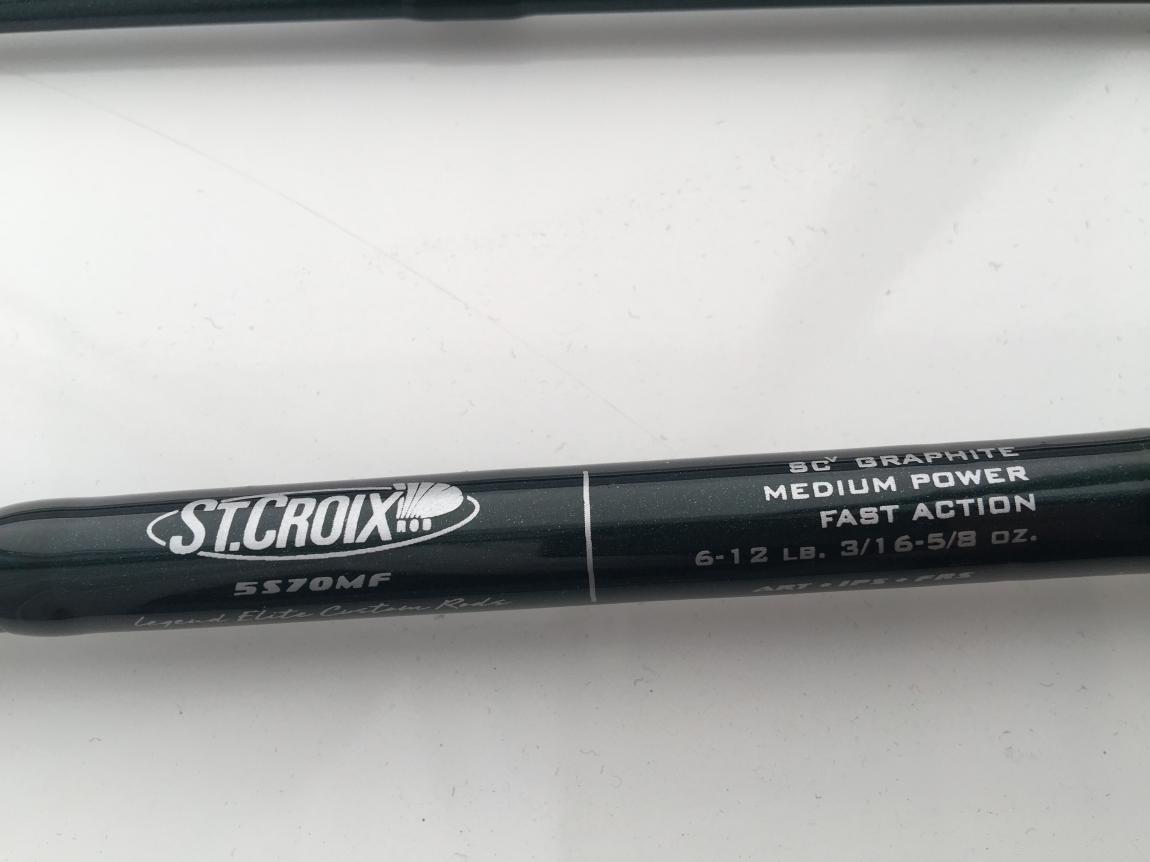 ST.CROIX
ROD
5S70MF
Legend Elite Custom Rods
SCV GRAPHITE
MEDIUM POWER
FAST ACTION
6-12 LB. 3/16-5/8 OZ.
ART • IPS • FRS